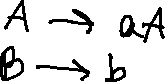 A → aA
B → b